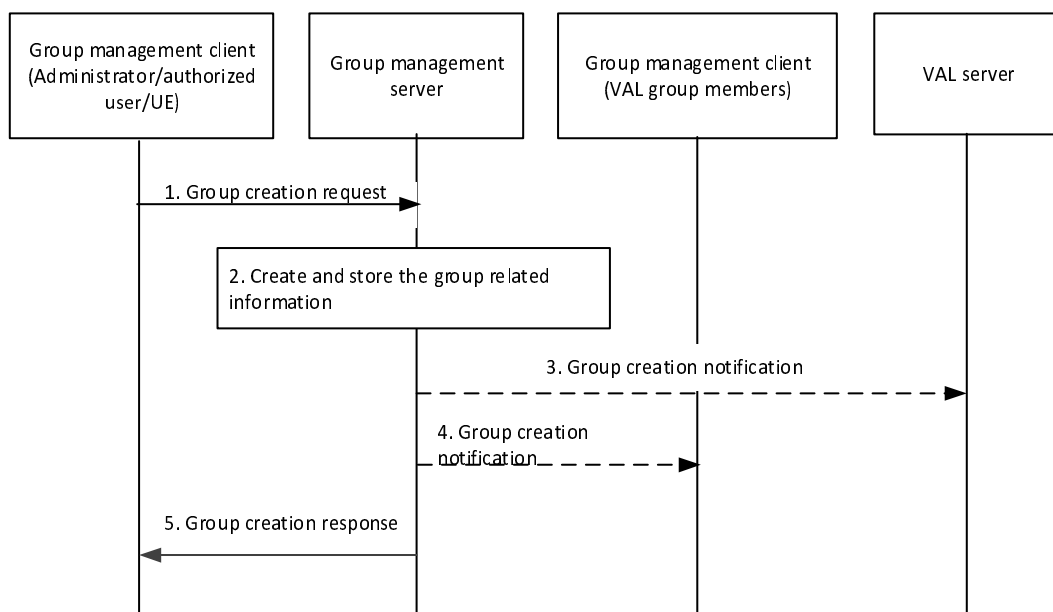 Group management client
(Administrator/authorized
user/UE)
Group management
server
Group management client
(VAL group members)
VAL server
1. Group creation request
2. Create and store the group related
information
3. Group creation notification
4. Group creation
notification
5. Group creation response